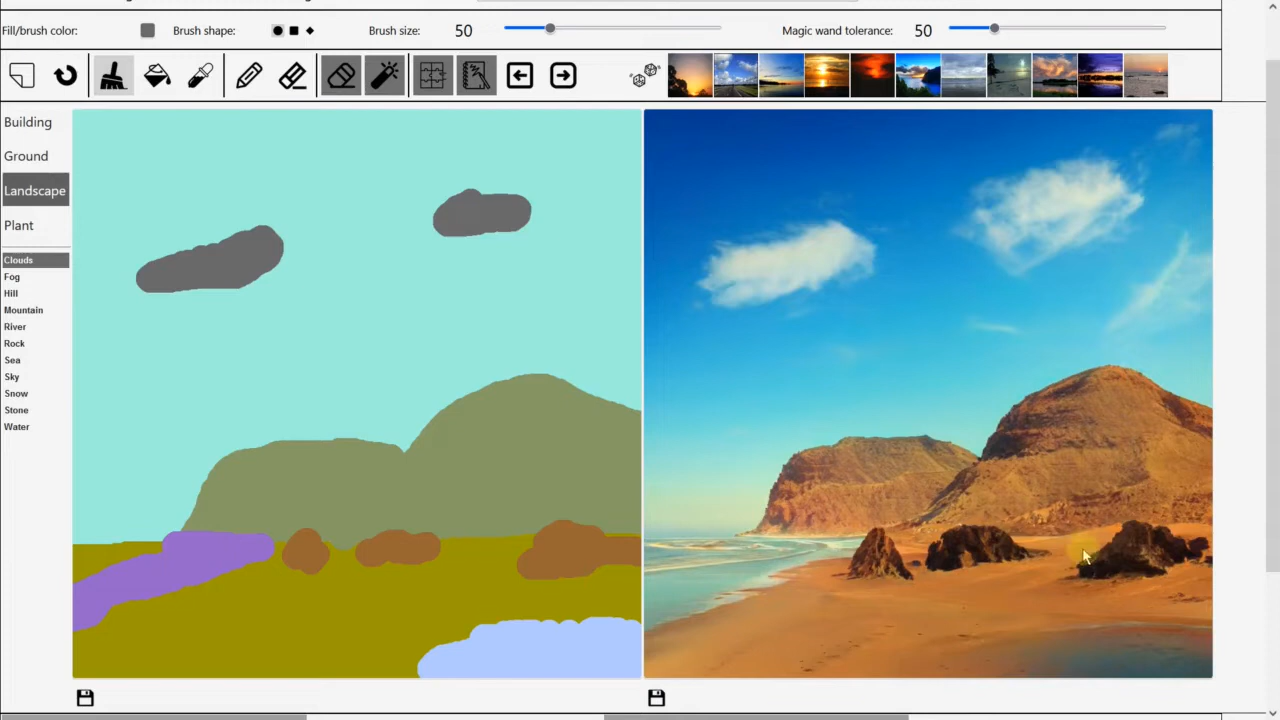 Fill/brush color: Brush shape: Brush size: 50 Magic wand tolerance: 50
Building
Ground
Landscape
Plant
Clouds
Fog
Hill
Mountain
River
Rock
Sea
Sky
Snow
Stone
Water